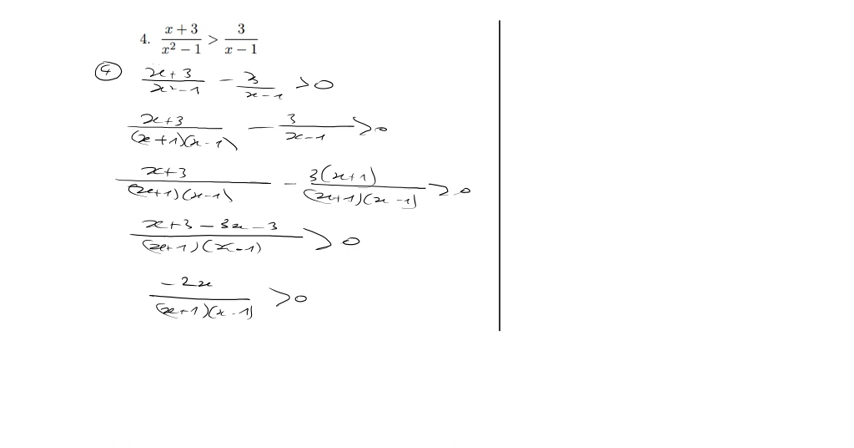 4. (x + 3)/(x² − 1) > 3/(x − 1)
④ (x+3)/(x²-1) - 3/(x-1) > 0
(x+3)/((x+1)(x-1)) - 3/(x-1) > 0
(x+3)/((x+1)(x-1)) - 3(x+1)/((x+1)(x-1)) > 0
(x+3-3x-3)/((x+1)(x-1)) > 0
-2x/((x+1)(x-1)) > 0